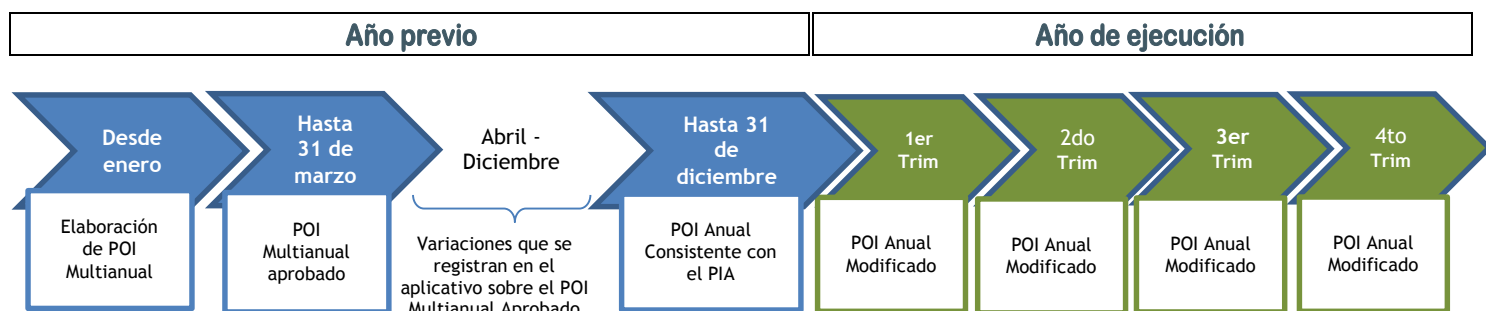 Año previo
Año de ejecución
Desde
enero
Elaboración
de POI
Multianual
Hasta
31 de
marzo
POI
Multianual
aprobado
Abril -
Diciembre
Variaciones que se
registran en el
aplicativo sobre el POI
Multianual Aprobado
Hasta 31
de
diciembre
POI Anual
Consistente con
el PIA
1er
Trim
POI Anual
Modificado
2do
Trim
POI Anual
Modificado
3er
Trim
POI Anual
Modificado
4to
Trim
POI Anual
Modificado